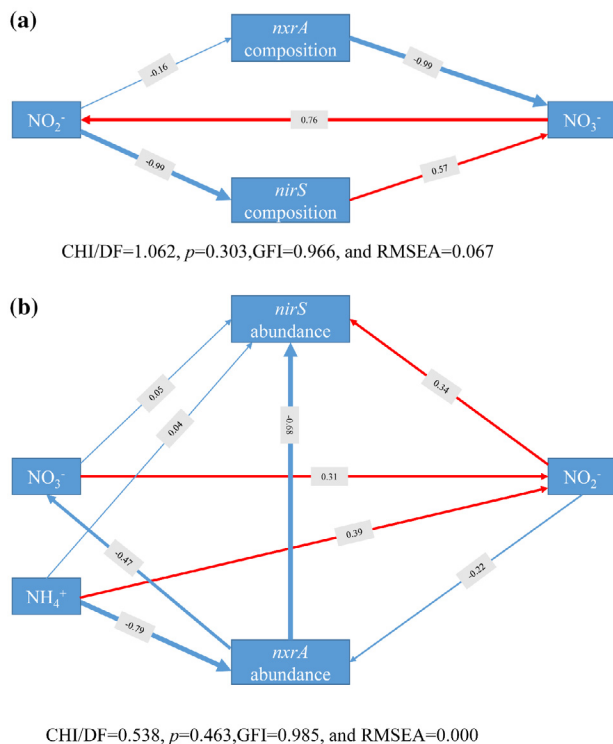 (a)
nxrA
composition
-0.16
-0.99
NO₂⁻
0.76
NO₃⁻
-0.99
0.57
nirS
composition
CHI/DF=1.062, p=0.303,GFI=0.966, and RMSEA=0.067
(b)
nirS
abundance
0.05
0.04
-0.68
0.34
NO₃⁻
0.31
NO₂⁻
0.39
-0.47
-0.22
NH₄⁺
-0.79
nxrA
abundance
CHI/DF=0.538, p=0.463,GFI=0.985, and RMSEA=0.000